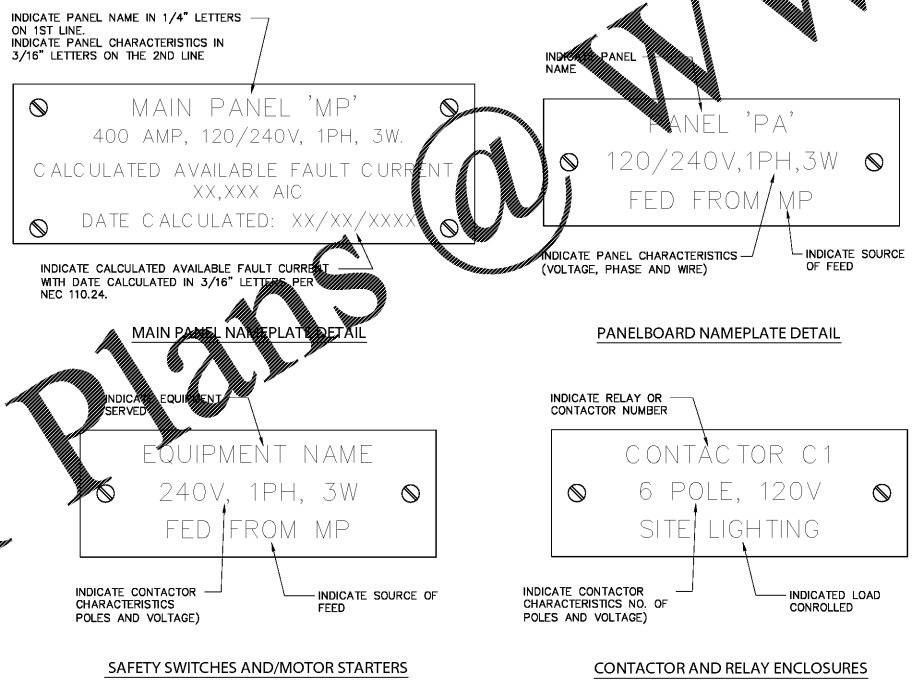 INDICATE PANEL NAME IN 1/4" LETTERS
ON 1ST LINE.
INDICATE PANEL CHARACTERISTICS IN
3/16" LETTERS ON THE 2ND LINE
MAIN PANEL 'MP'
400 AMP, 120/240V, 1PH, 3W.
CALCULATED AVAILABLE FAULT CURRENT
XX,XXX AIC
DATE CALCULATED: XX/XX/XXXX
INDICATE CALCULATED AVAILABLE FAULT CURRENT
WITH DATE CALCULATED IN 3/16" LETTERS PER
NEC 110.24.
MAIN PANEL NAMEPLATE DETAIL
INDICATE PANEL
NAME
PANEL 'PA'
120/240V,1PH,3W
FED FROM MP
INDICATE PANEL CHARACTERISTICS
(VOLTAGE, PHASE AND WIRE)
INDICATE SOURCE
OF FEED
PANELBOARD NAMEPLATE DETAIL
INDICATE EQUIPMENT
SERVED
EQUIPMENT NAME
240V, 1PH, 3W
FED FROM MP
INDICATE CONTACTOR
CHARACTERISTICS
POLES AND VOLTAGE)
INDICATE SOURCE OF
FEED
SAFETY SWITCHES AND/MOTOR STARTERS
INDICATE RELAY OR
CONTACTOR NUMBER
CONTACTOR C1
6 POLE, 120V
SITE LIGHTING
INDICATE CONTACTOR
CHARACTERISTICS NO. OF
POLES AND VOLTAGE)
INDICATED LOAD
CONROLLED
CONTACTOR AND RELAY ENCLOSURES
Plans @ w